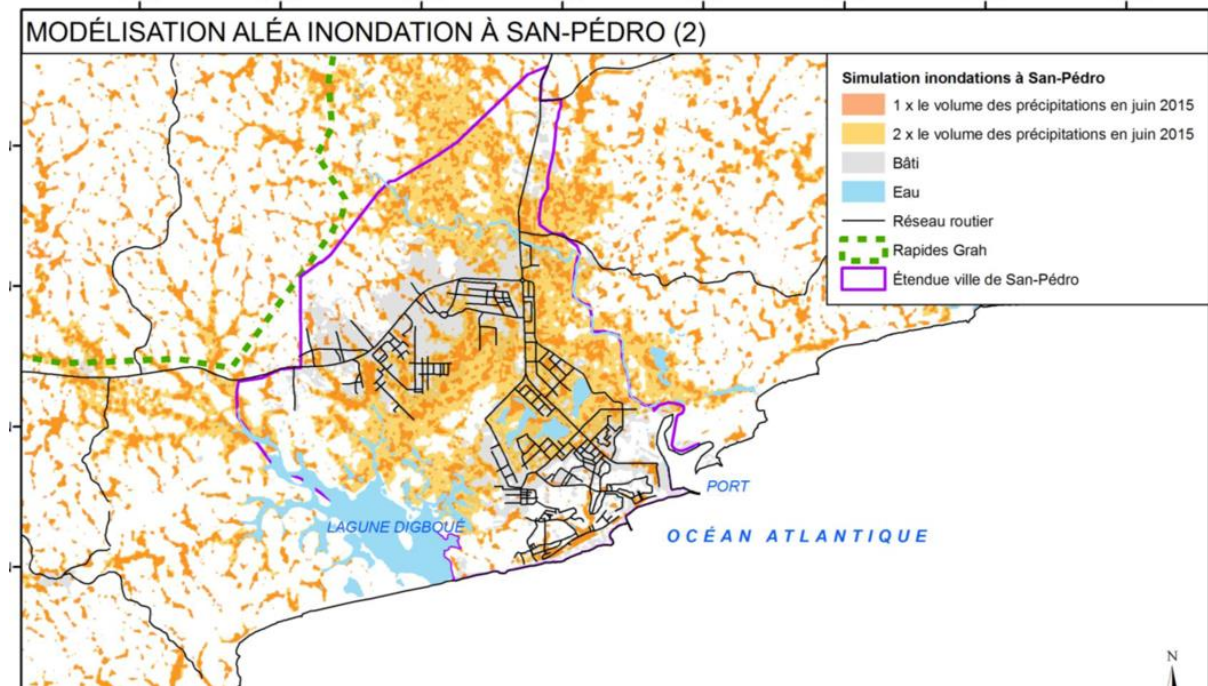 MODÉLISATION ALÉA INONDATION À SAN-PÉDRO (2)
Simulation inondations à San-Pédro
1 x le volume des précipitations en juin 2015
2 x le volume des précipitations en juin 2015
Bâti
Eau
Réseau routier
Rapides Grah
Étendue ville de San-Pédro
PORT
LAGUNE DIGBOUÉ
OCÉAN ATLANTIQUE
N